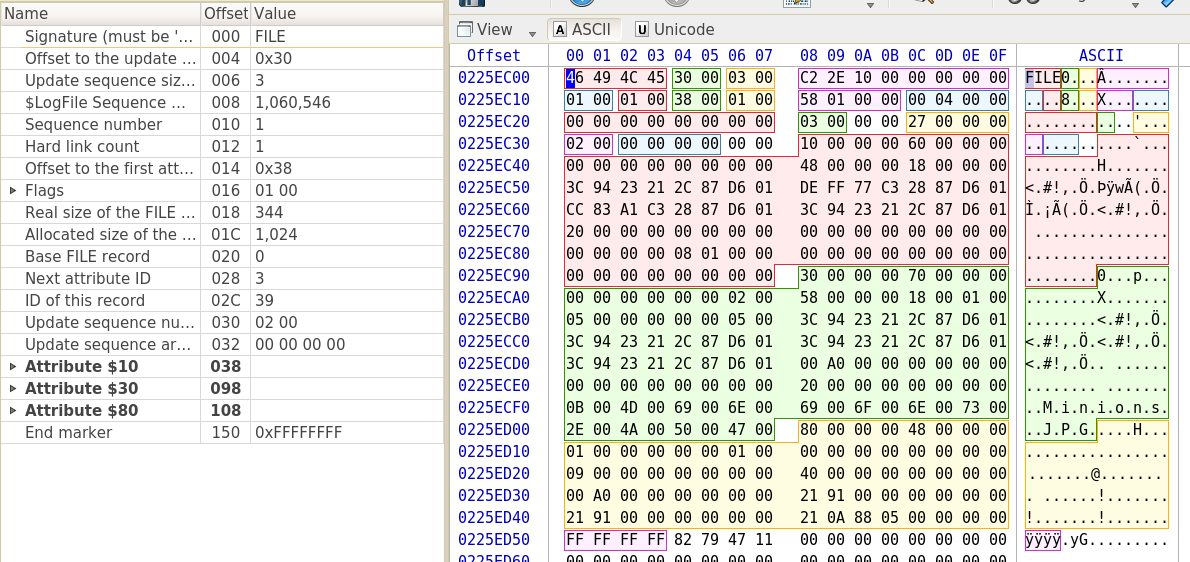 Name Offset Value
Signature (must be '... 000 FILE
Offset to the update ... 004 0x30
Update sequence siz... 006 3
$LogFile Sequence ... 008 1,060,546
Sequence number 010 1
Hard link count 012 1
Offset to the first att... 014 0x38
Flags 016 01 00
Real size of the FILE ... 018 344
Allocated size of the ... 01C 1,024
Base FILE record 020 0
Next attribute ID 028 3
ID of this record 02C 39
Update sequence nu... 030 02 00
Update sequence ar... 032 00 00 00 00
Attribute $10 038
Attribute $30 098
Attribute $80 108
End marker 150 0xFFFFFFFF
View A ASCII U Unicode
Offset 00 01 02 03 04 05 06 07 08 09 0A 0B 0C 0D 0E 0F ASCII
0225EC00 46 49 4C 45 30 00 03 00 C2 2E 10 00 00 00 00 00 FILE0...Â.......
0225EC10 01 00 01 00 38 00 01 00 58 01 00 00 00 04 00 00 ....8...X.......
0225EC20 00 00 00 00 00 00 00 00 03 00 00 00 27 00 00 00 ............'...
0225EC30 02 00 00 00 00 00 00 00 10 00 00 00 60 00 00 00 ............`...
0225EC40 00 00 00 00 00 00 00 00 48 00 00 00 18 00 00 00 ........H.......
0225EC50 3C 94 23 21 2C 87 D6 01 DE FF 77 C3 28 87 D6 01 <.#!,.Ö.ÞÿwÃ(.Ö.
0225EC60 CC 83 A1 C3 28 87 D6 01 3C 94 23 21 2C 87 D6 01 Ì.¡Ã(.Ö.<.#!,.Ö.
0225EC70 20 00 00 00 00 00 00 00 00 00 00 00 00 00 00 00 ...............
0225EC80 00 00 00 00 08 01 00 00 00 00 00 00 00 00 00 00 ................
0225EC90 00 00 00 00 00 00 00 00 30 00 00 00 70 00 00 00 ........0...p...
0225ECA0 00 00 00 00 00 00 02 00 58 00 00 00 18 00 01 00 ........X.......
0225ECB0 05 00 00 00 00 00 05 00 3C 94 23 21 2C 87 D6 01 ........<.#!,.Ö.
0225ECC0 3C 94 23 21 2C 87 D6 01 3C 94 23 21 2C 87 D6 01 <.#!,.Ö.<.#!,.Ö.
0225ECD0 3C 94 23 21 2C 87 D6 01 00 A0 00 00 00 00 00 00 <.#!,.Ö.. ......
0225ECE0 00 00 00 00 00 00 00 00 20 00 00 00 00 00 00 00 ........ .......
0225ECF0 0B 00 4D 00 69 00 6E 00 69 00 6F 00 6E 00 73 00 ..M.i.n.i.o.n.s.
0225ED00 2E 00 4A 00 50 00 47 00 80 00 00 00 48 00 00 00 ..J.P.G.....H...
0225ED10 01 00 00 00 00 00 01 00 00 00 00 00 00 00 00 00 ................
0225ED20 09 00 00 00 00 00 00 00 40 00 00 00 00 00 00 00 ........@.......
0225ED30 00 A0 00 00 00 00 00 00 21 91 00 00 00 00 00 00 . ......!.......
0225ED40 21 91 00 00 00 00 00 00 21 0A 88 05 00 00 00 00 !.......!.......
0225ED50 FF FF FF FF 82 79 47 11 00 00 00 00 00 00 00 00 ÿÿÿÿ.yG.........
0225ED60 00 00 00 00 00 00 00 00 00 00 00 00 00 00 00 00